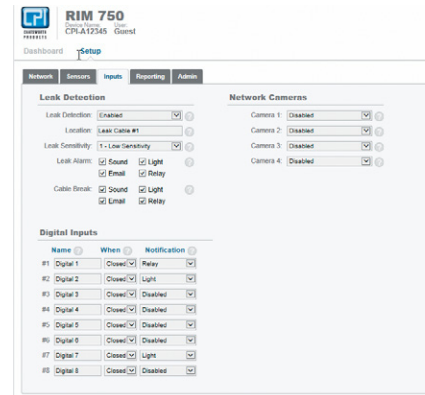 CPI
CHATSWORTH
PRODUCTS
RIM 750
Device Name: User:
CPI-A12345 Guest
Dashboard Setup
Network Sensors Inputs Reporting Admin
Leak Detection
Leak Detection: Enabled
Location: Leak Cable #1
Leak Sensitivity: 1 - Low Sensitivity
Leak Alarm: Sound Light
Email Relay
Cable Break: Sound Light
Email Relay
Network Cameras
Camera 1: Disabled
Camera 2: Disabled
Camera 3: Disabled
Camera 4: Disabled
Digital Inputs
Name When Notification
#1 Digital 1 Closed Relay
#2 Digital 2 Closed Light
#3 Digital 3 Closed Disabled
#4 Digital 4 Closed Disabled
#5 Digital 5 Closed Disabled
#6 Digital 6 Closed Disabled
#7 Digital 7 Closed Light
#8 Digital 8 Closed Disabled